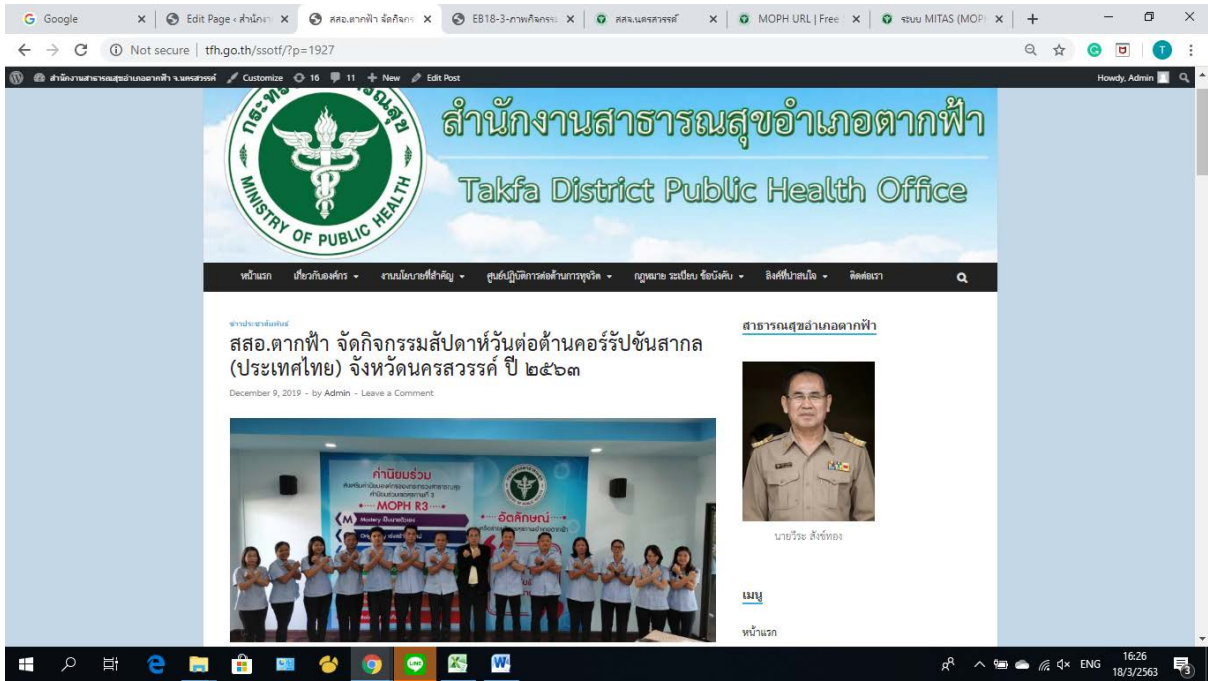 Google
Edit Page ‹ สำนักงา
สสอ.ตากฟ้า จัดกิจกร
EB18-3-ภาพกิจกรร
สสจ.นครสวรรค์
MOPH URL | Free
ระบบ MITAS (MOP
Not secure | tfh.go.th/ssotf/?p=1927
สำนักงานสาธารณสุขอำเภอตากฟ้า จ.นครสวรรค์
Customize
16
11
New
Edit Post
Howdy, Admin
กระทรวงสาธารณสุข
MINISTRY OF PUBLIC HEALTH
สำนักงานสาธารณสุขอำเภอตากฟ้า
Takfa District Public Health Office
หน้าแรก
เกี่ยวกับองค์กร
งานนโยบายที่สำคัญ
ศูนย์ปฏิบัติการต่อต้านการทุจริต
กฎหมาย ระเบียบ ข้อบังคับ
ลิงค์ที่น่าสนใจ
ติดต่อเรา
ข่าวประชาสัมพันธ์
สสอ.ตากฟ้า จัดกิจกรรมสัปดาห์วันต่อต้านคอร์รัปชันสากล
(ประเทศไทย) จังหวัดนครสวรรค์ ปี ๒๕๖๓
December 9, 2019 - by Admin - Leave a Comment
ค่านิยมร่วม
MOPH R3
M Mastery เป็นนายตัวเอง
อัตลักษณ์
สาธารณสุขอำเภอตากฟ้า
นายวีระ สังข์ทอง
เมนู
หน้าแรก
ENG
16:26
18/3/2563
3